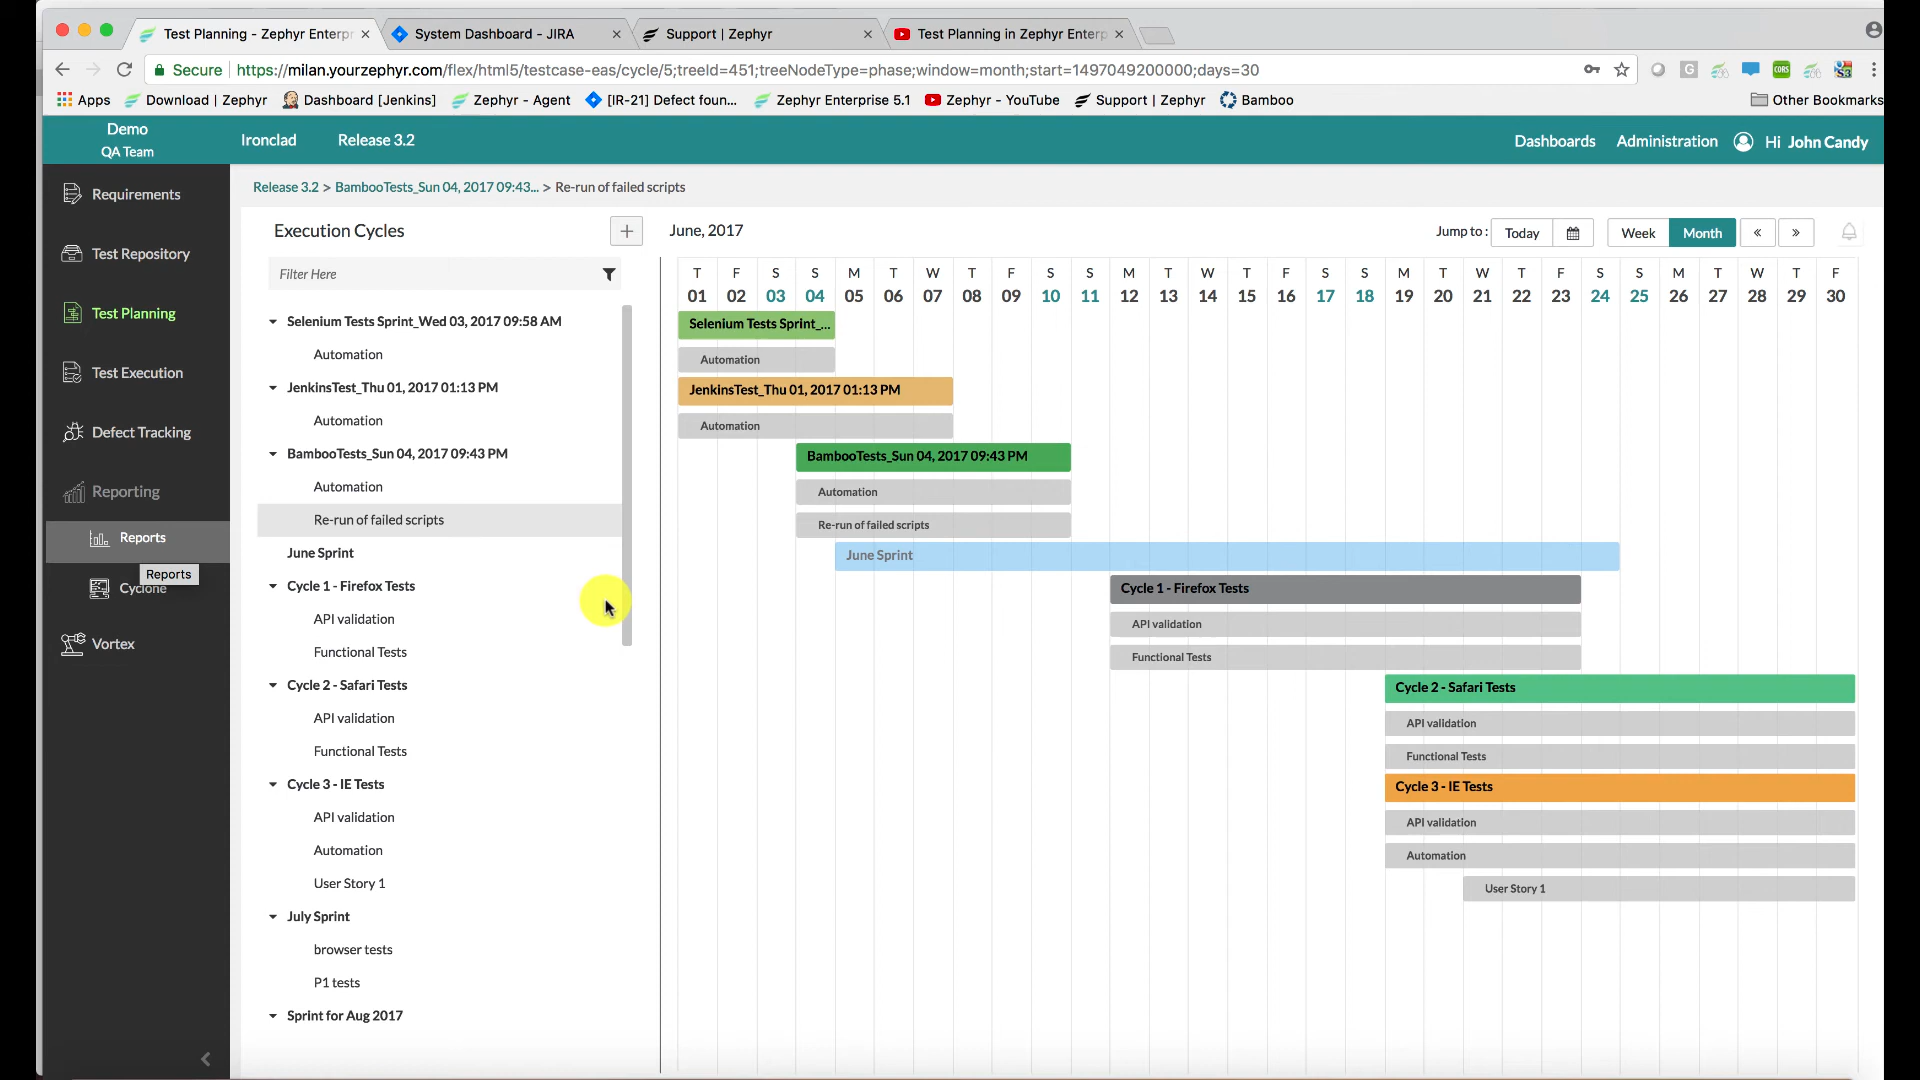 Test Planning - Zephyr Enterpr
System Dashboard - JIRA
Support | Zephyr
Test Planning in Zephyr Enterp
Secure
https://milan.yourzephyr.com/flex/html5/testcase-eas/cycle/5;treeId=451;treeNodeType=phase;window=month;start=1497049200000;days=30
Apps
Download | Zephyr
Dashboard [Jenkins]
Zephyr - Agent
[IR-21] Defect foun...
Zephyr Enterprise 5.1
Zephyr - YouTube
Support | Zephyr
Bamboo
Other Bookmarks
Demo
QA Team
Ironclad
Release 3.2
Dashboards
Administration
Hi John Candy
Requirements
Test Repository
Test Planning
Test Execution
Defect Tracking
Reporting
Reports
Reports
Cyclone
Vortex
Release 3.2 > BambooTests_Sun 04, 2017 09:43... > Re-run of failed scripts
Execution Cycles
Filter Here
Selenium Tests Sprint_Wed 03, 2017 09:58 AM
Automation
JenkinsTest_Thu 01, 2017 01:13 PM
Automation
BambooTests_Sun 04, 2017 09:43 PM
Automation
Re-run of failed scripts
June Sprint
Cycle 1 - Firefox Tests
API validation
Functional Tests
Cycle 2 - Safari Tests
API validation
Functional Tests
Cycle 3 - IE Tests
API validation
Automation
User Story 1
July Sprint
browser tests
P1 tests
Sprint for Aug 2017
June, 2017
Jump to :
Today
Week
Month
T F S S M T W T F S S M T W T F S S M T W T F S S M T W T F
01 02 03 04 05 06 07 08 09 10 11 12 13 14 15 16 17 18 19 20 21 22 23 24 25 26 27 28 29 30
Selenium Tests Sprint_...
Automation
JenkinsTest_Thu 01, 2017 01:13 PM
Automation
BambooTests_Sun 04, 2017 09:43 PM
Automation
Re-run of failed scripts
June Sprint
Cycle 1 - Firefox Tests
API validation
Functional Tests
Cycle 2 - Safari Tests
API validation
Functional Tests
Cycle 3 - IE Tests
API validation
Automation
User Story 1